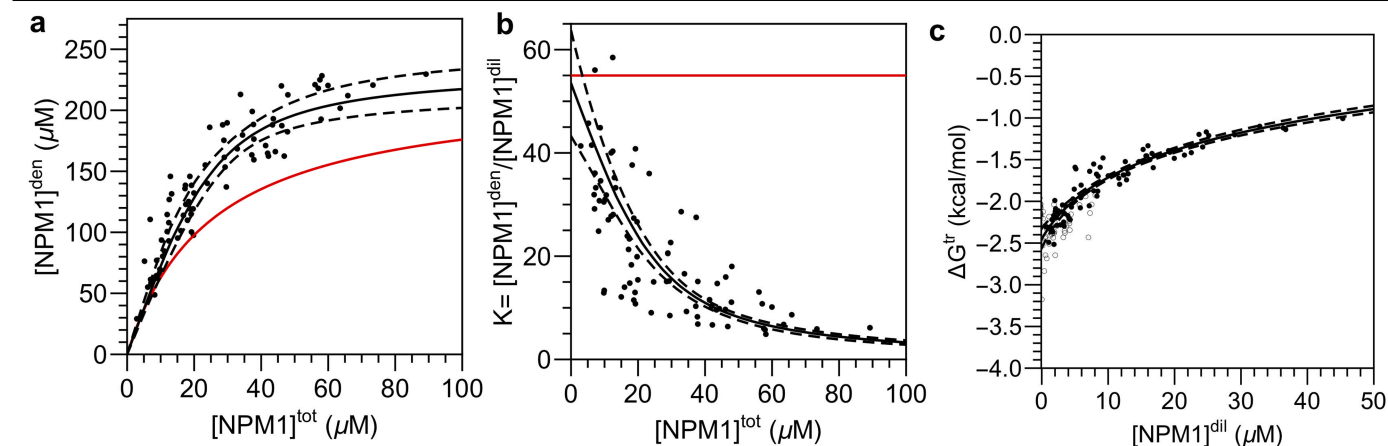 a
250
200
150
100
50
0
[NPM1]^den (µM)
0 20 40 60 80 100
[NPM1]^tot (µM)
b
60
40
20
0
K= [NPM1]^den/[NPM1]^dil
0 20 40 60 80 100
[NPM1]^tot (µM)
c
0.0
−0.5
−1.0
−1.5
−2.0
−2.5
−3.0
−3.5
−4.0
ΔG^tr (kcal/mol)
0 10 20 30 40 50
[NPM1]^dil (µM)